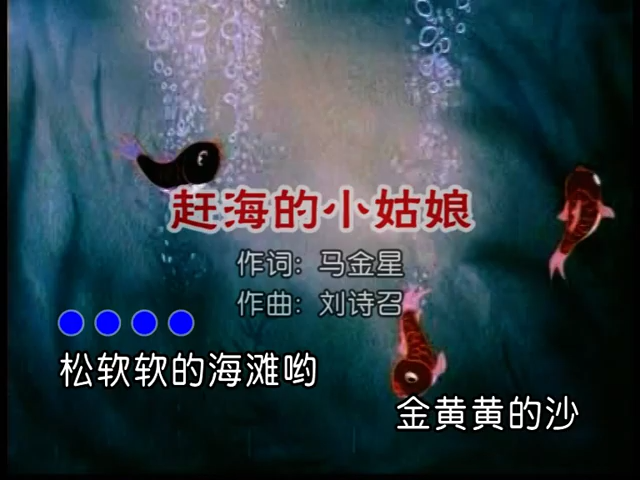 赶海的小姑娘
作词：马金星
作曲：刘诗召
松软软的海滩哟
金黄黄的沙